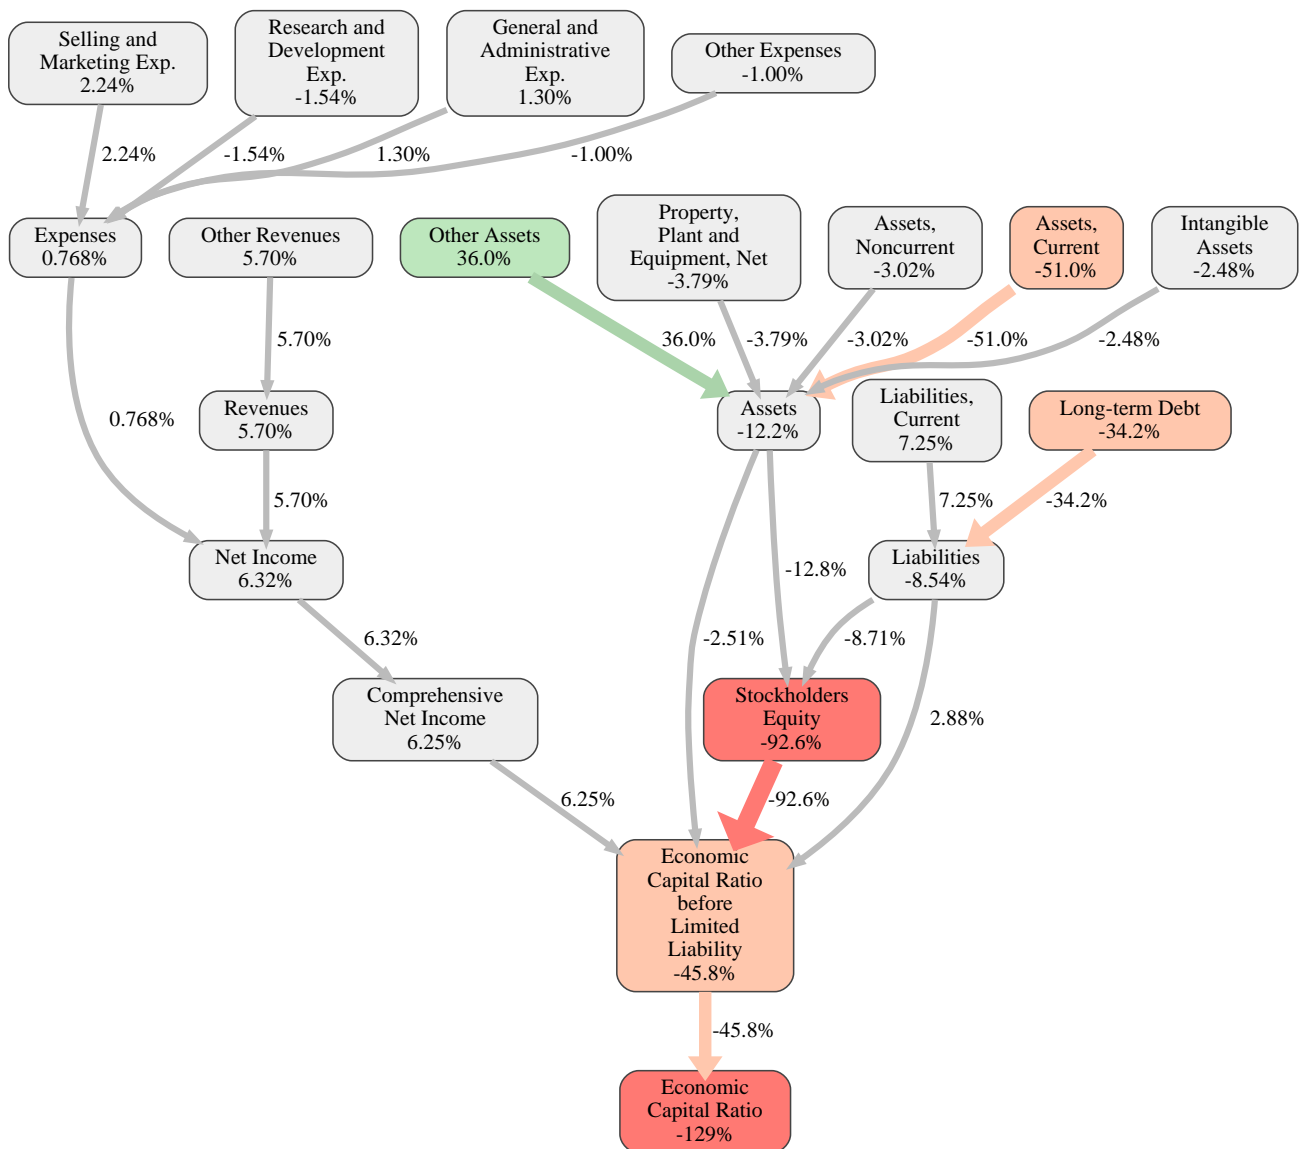 Selling and
Marketing Exp.
2.24%
Research and
Development
Exp.
-1.54%
General and
Administrative
Exp.
1.30%
Other Expenses
-1.00%
2.24%
-1.54%
1.30%
-1.00%
Expenses
0.768%
Other Revenues
5.70%
Other Assets
36.0%
Property,
Plant and
Equipment, Net
-3.79%
Assets,
Noncurrent
-3.02%
Assets,
Current
-51.0%
Intangible
Assets
-2.48%
5.70%
36.0%
-3.79%
-3.02%
-51.0%
-2.48%
0.768%
Revenues
5.70%
Assets
-12.2%
Liabilities,
Current
7.25%
Long-term Debt
-34.2%
5.70%
7.25%
-34.2%
Net Income
6.32%
-12.8%
Liabilities
-8.54%
6.32%
-2.51%
-8.71%
Comprehensive
Net Income
6.25%
Stockholders
Equity
-92.6%
2.88%
6.25%
-92.6%
Economic
Capital Ratio
before
Limited
Liability
-45.8%
-45.8%
Economic
Capital Ratio
-129%